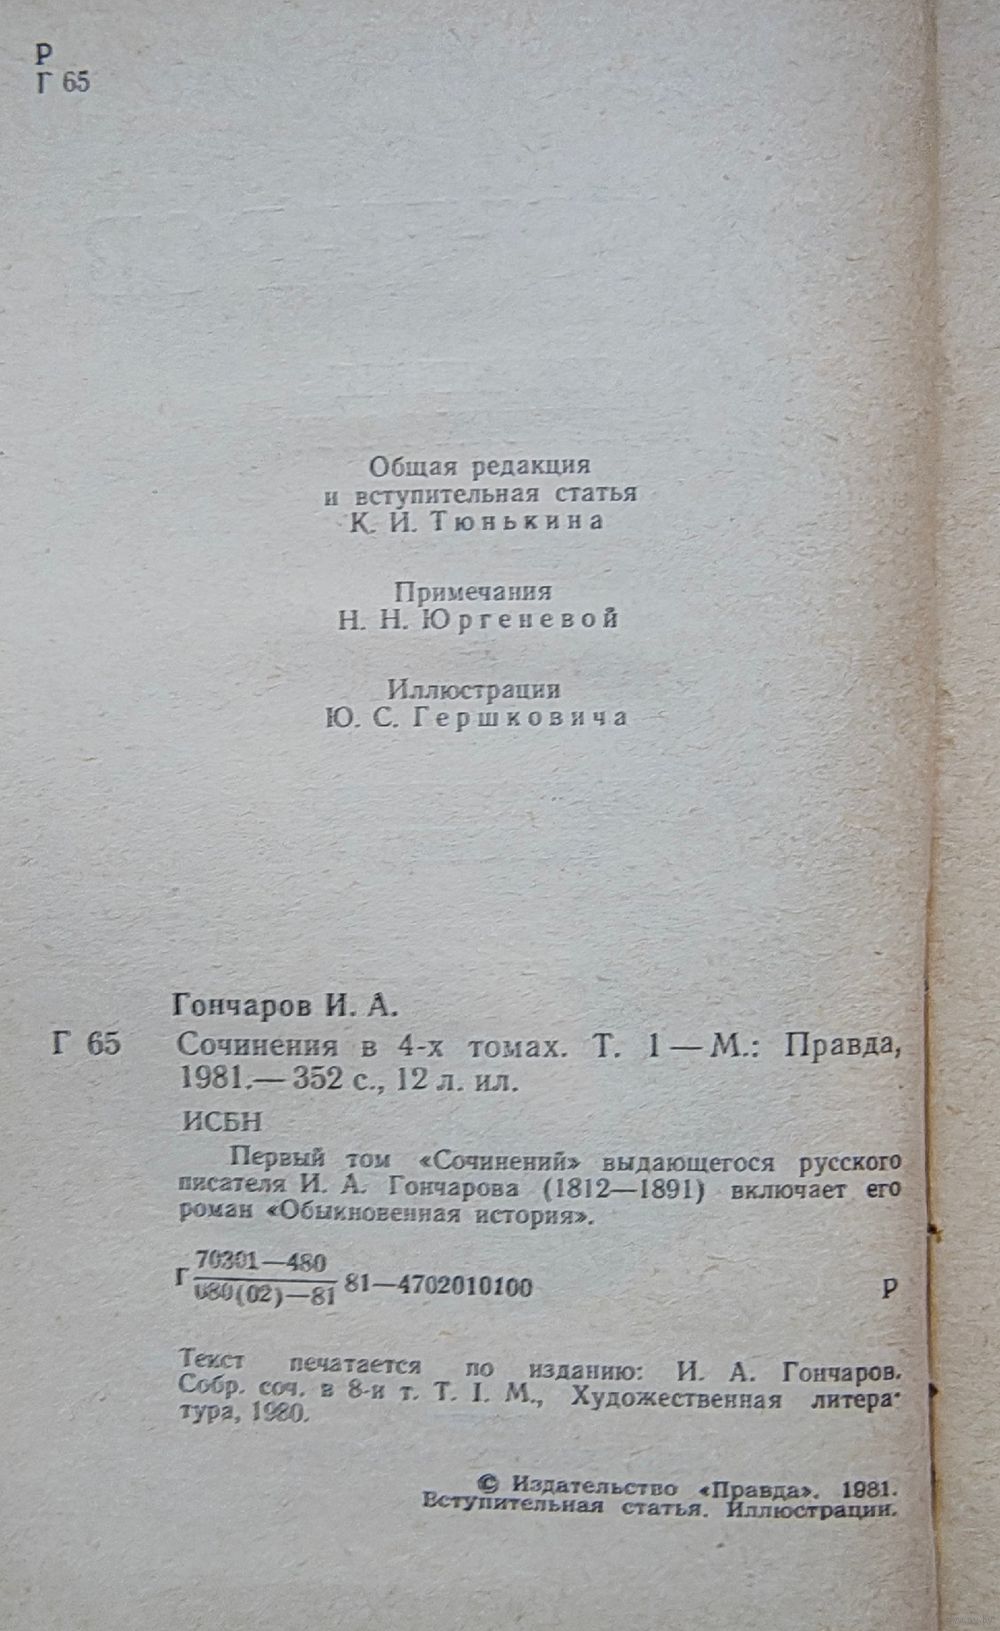 Р
Г 65
Общая редакция
и вступительная статья
К. И. Тюнькина
Примечания
Н. Н. Юргеневой
Иллюстрации
Ю. С. Гершковича
Гончаров И. А.
Г 65 Сочинения в 4-х томах. Т. 1 — М.: Правда,
1981.— 352 с., 12 л. ил.
ИСБН
Первый том «Сочинений» выдающегося русского
писателя И. А. Гончарова (1812—1891) включает его
роман «Обыкновенная история».
70301—480
Г 81—4702010100 Р
080(02)—81
Текст печатается по изданию: И. А. Гончаров.
Собр. соч. в 8-и т. Т. I. М., Художественная литера-
тура, 1980.
© Издательство «Правда». 1981.
Вступительная статья. Иллюстрации.